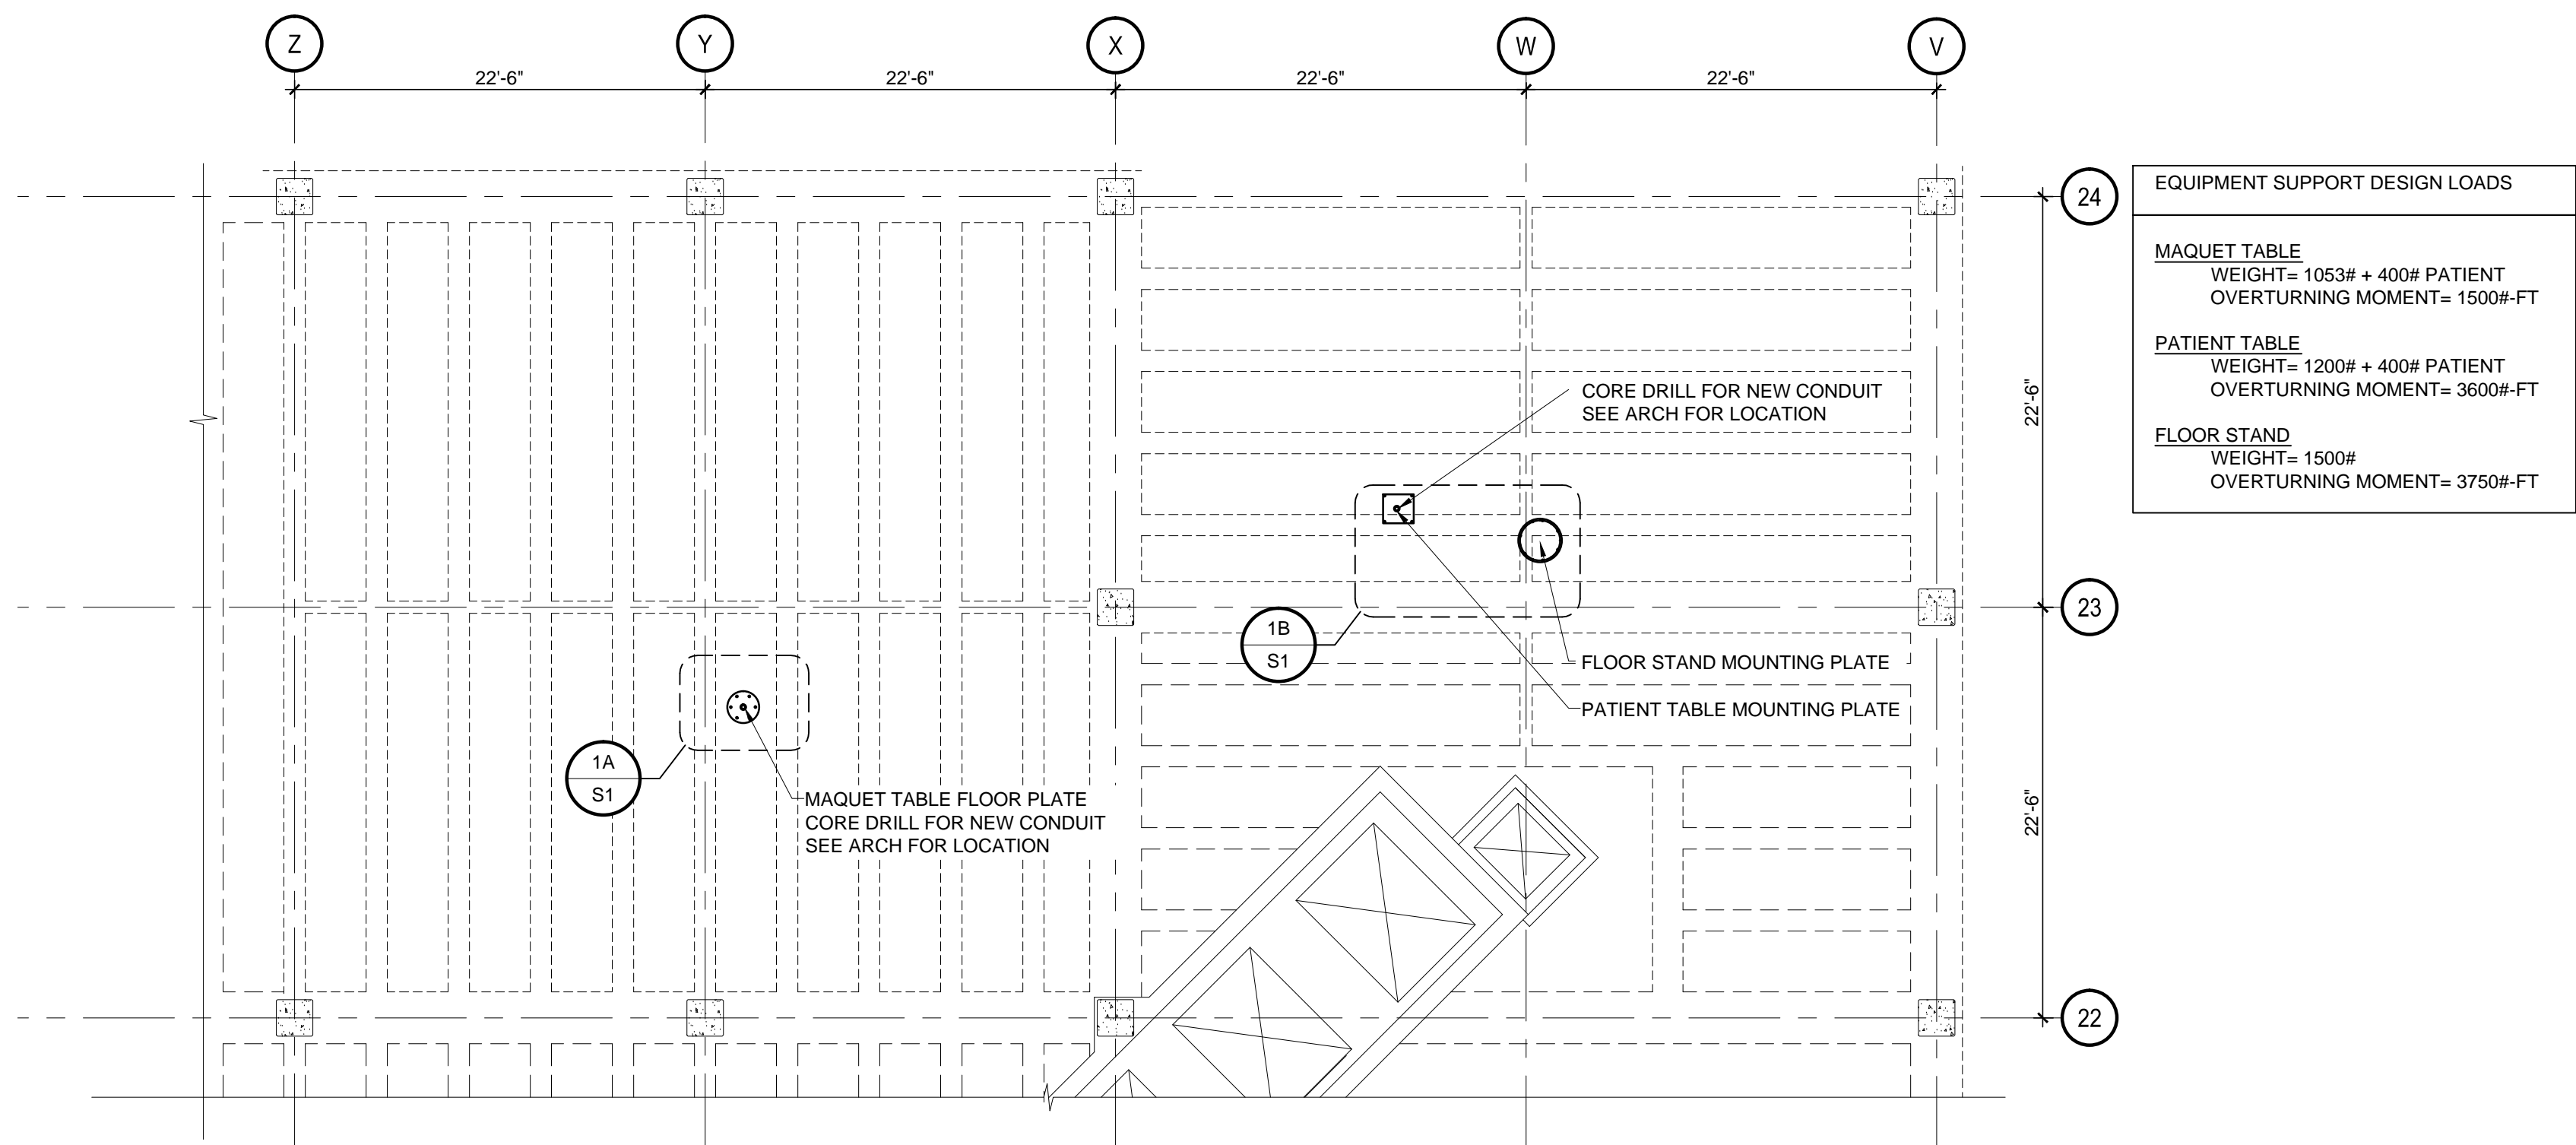 Z
Y
X
W
V
22'-6"
22'-6"
22'-6"
22'-6"
24
EQUIPMENT SUPPORT DESIGN LOADS
MAQUET TABLE
WEIGHT= 1053# + 400# PATIENT
OVERTURNING MOMENT= 1500#-FT
PATIENT TABLE
WEIGHT= 1200# + 400# PATIENT
OVERTURNING MOMENT= 3600#-FT
FLOOR STAND
WEIGHT= 1500#
OVERTURNING MOMENT= 3750#-FT
22'-6"
CORE DRILL FOR NEW CONDUIT
SEE ARCH FOR LOCATION
23
1B
S1
FLOOR STAND MOUNTING PLATE
PATIENT TABLE MOUNTING PLATE
1A
S1
MAQUET TABLE FLOOR PLATE
CORE DRILL FOR NEW CONDUIT
SEE ARCH FOR LOCATION
22'-6"
22